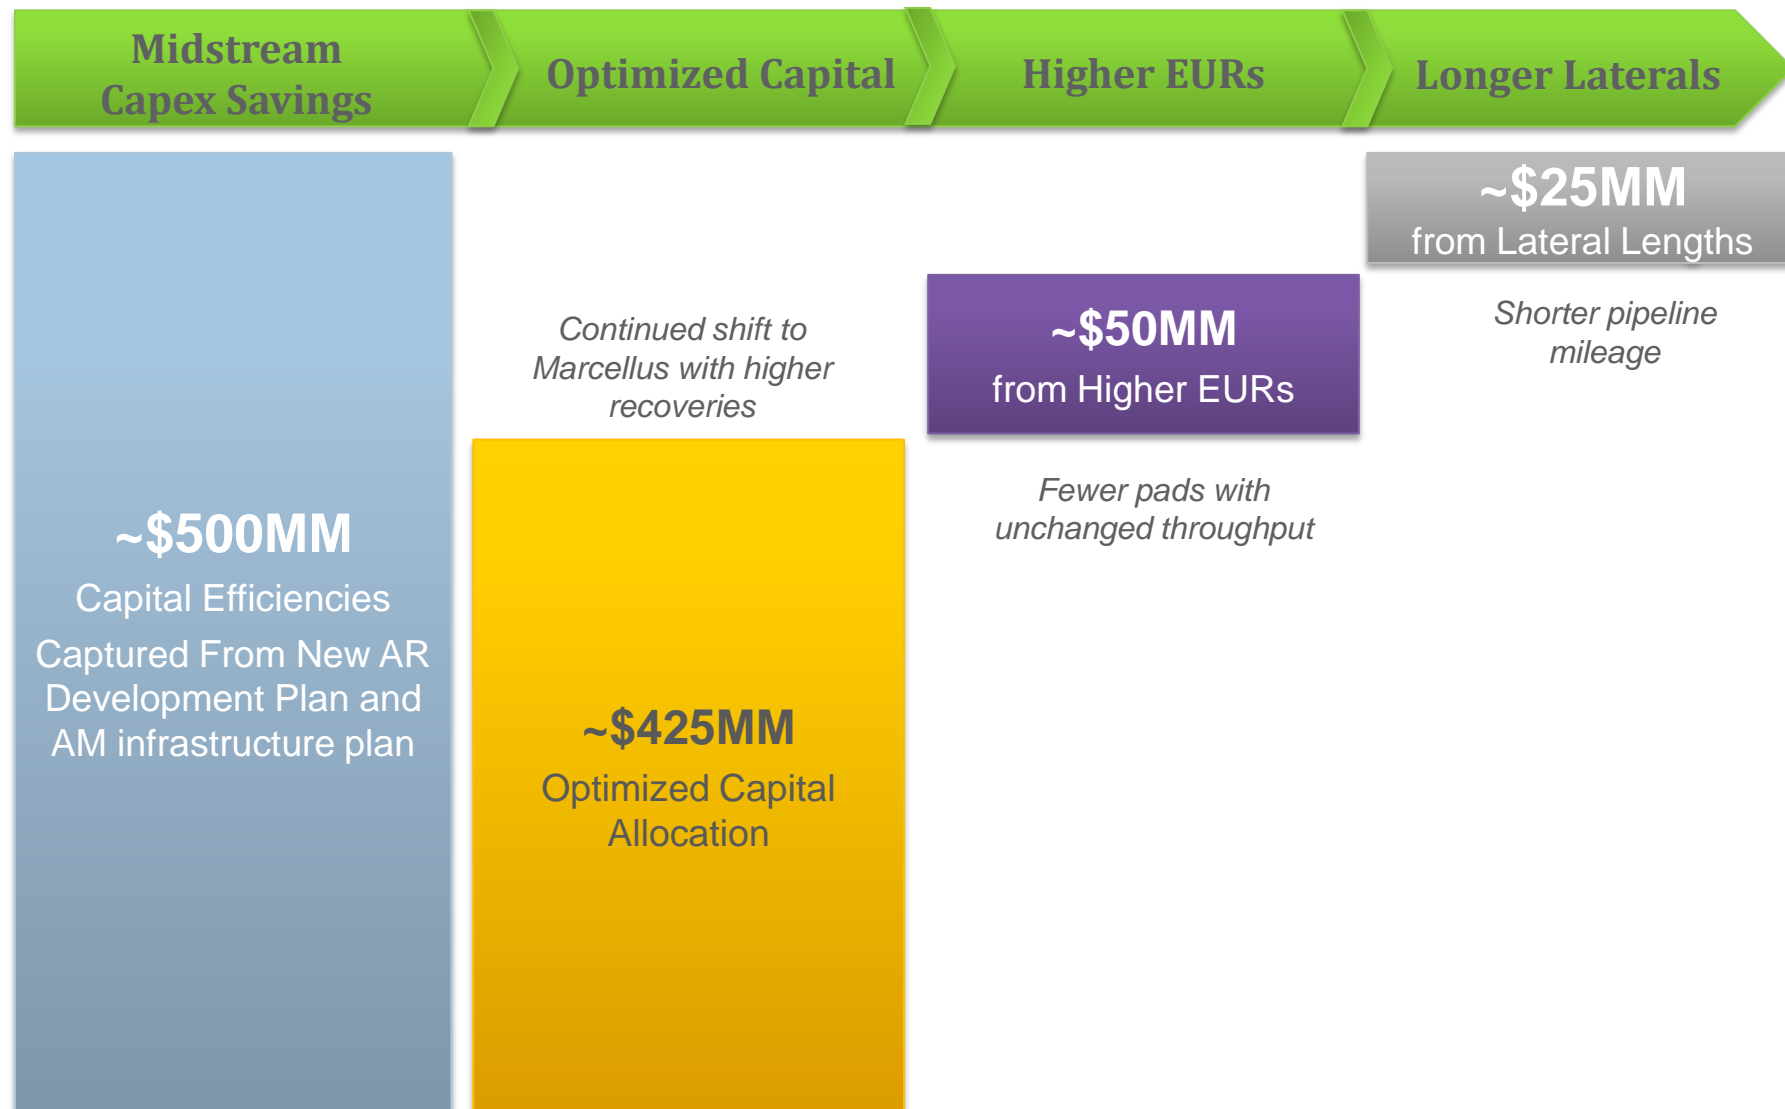 Midstream
Capex Savings
Optimized Capital
Higher EURs
Longer Laterals
~$500MM
Capital Efficiencies
Captured From New AR
Development Plan and
AM infrastructure plan
Continued shift to
Marcellus with higher
recoveries
~$425MM
Optimized Capital
Allocation
~$50MM
from Higher EURs
Fewer pads with
unchanged throughput
~$25MM
from Lateral Lengths
Shorter pipeline
mileage